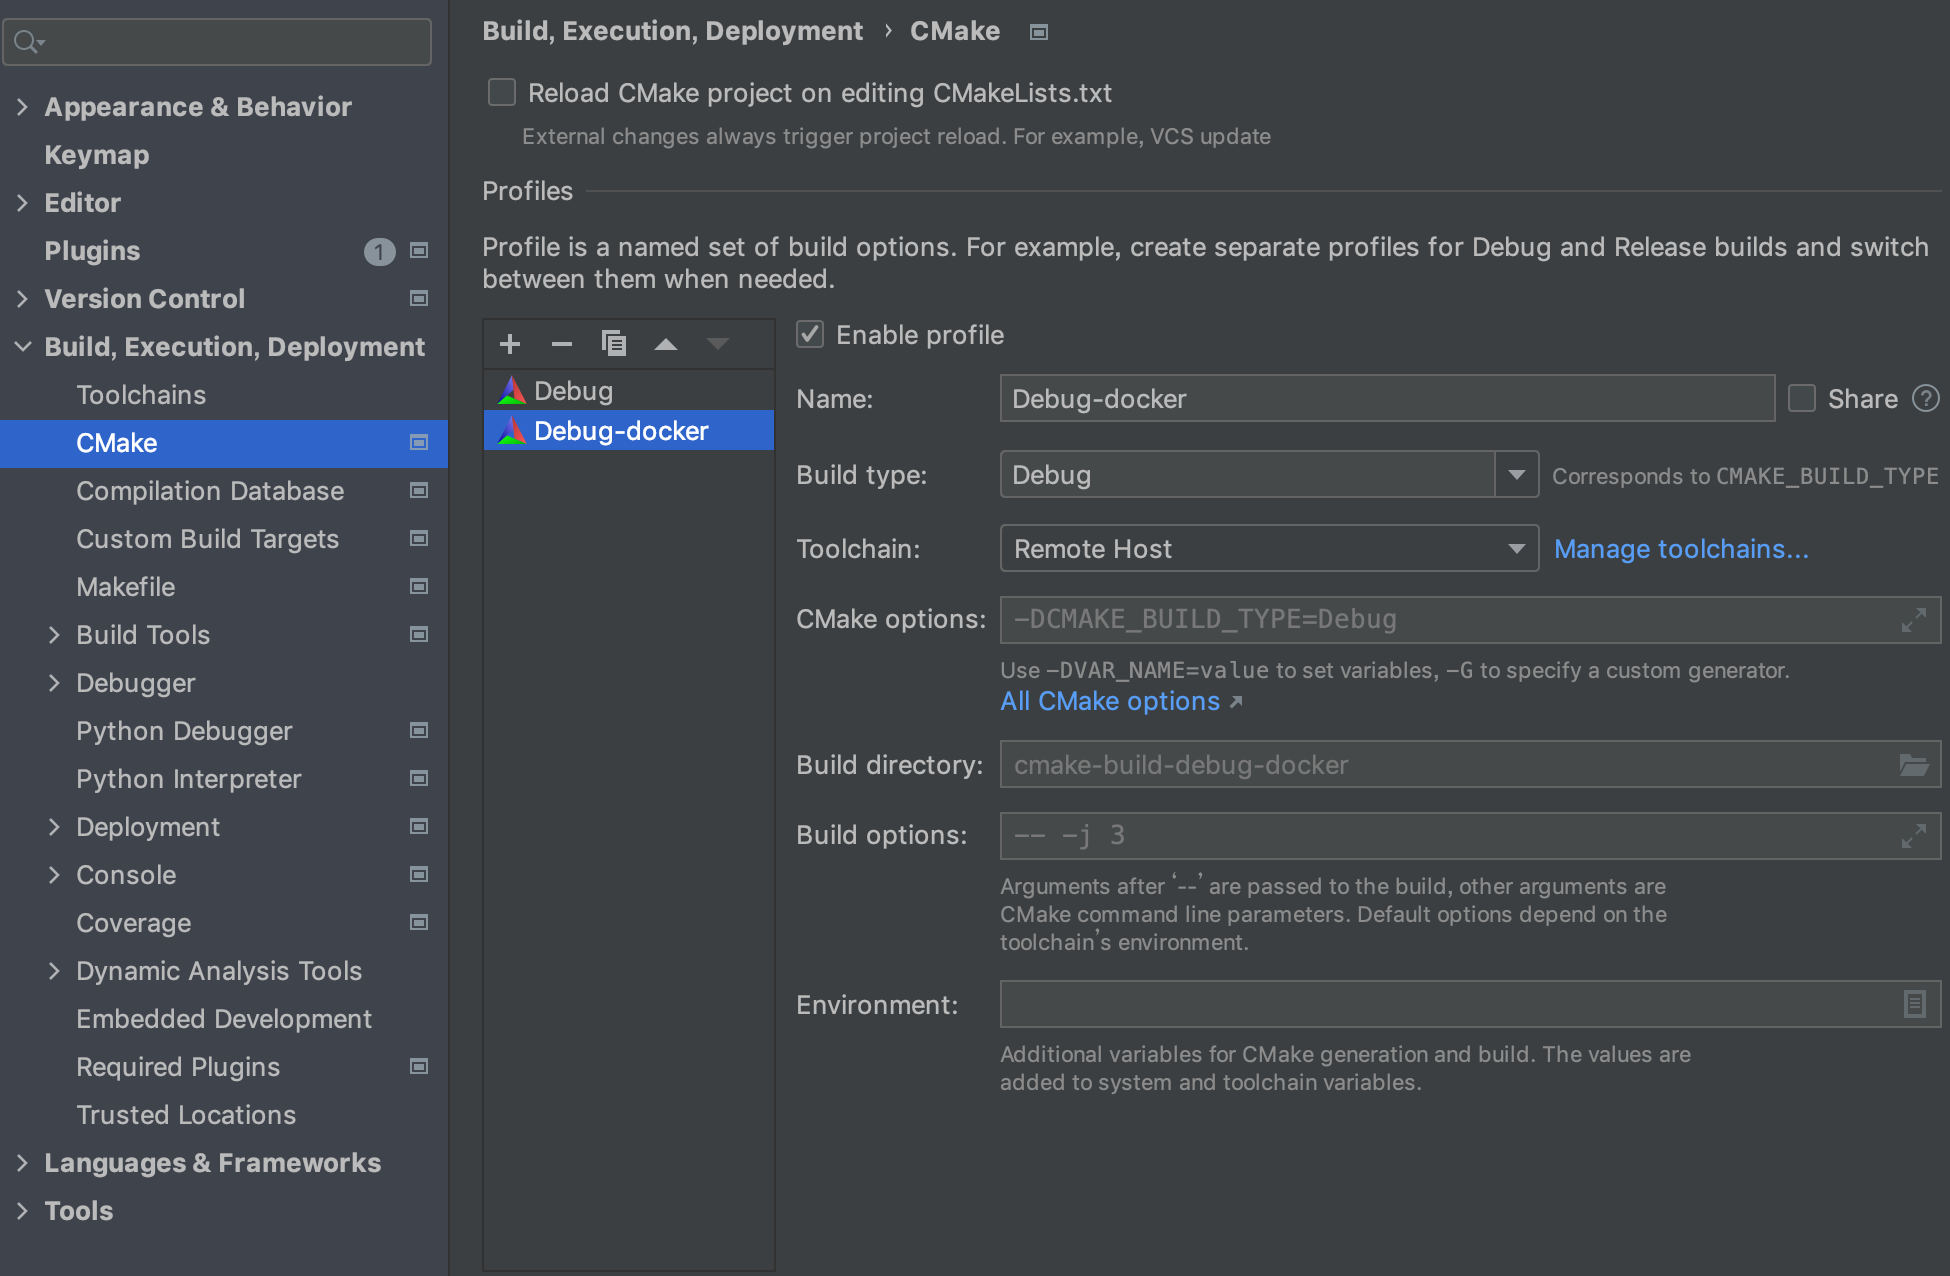 Appearance & Behavior
Keymap
Editor
Plugins 1
Version Control
Build, Execution, Deployment
Toolchains
CMake
Compilation Database
Custom Build Targets
Makefile
Build Tools
Debugger
Python Debugger
Python Interpreter
Deployment
Console
Coverage
Dynamic Analysis Tools
Embedded Development
Required Plugins
Trusted Locations
Languages & Frameworks
Tools
Build, Execution, Deployment › CMake
Reload CMake project on editing CMakeLists.txt
External changes always trigger project reload. For example, VCS update
Profiles
Profile is a named set of build options. For example, create separate profiles for Debug and Release builds and switch
between them when needed.
Debug
Debug-docker
Enable profile
Name: Debug-docker Share ?
Build type: Debug Corresponds to CMAKE_BUILD_TYPE
Toolchain: Remote Host Manage toolchains...
CMake options: -DCMAKE_BUILD_TYPE=Debug
Use -DVAR_NAME=value to set variables, -G to specify a custom generator.
All CMake options ↗
Build directory: cmake-build-debug-docker
Build options: -- -j 3
Arguments after ‘--’ are passed to the build, other arguments are
CMake command line parameters. Default options depend on the
toolchain’s environment.
Environment:
Additional variables for CMake generation and build. The values are
added to system and toolchain variables.